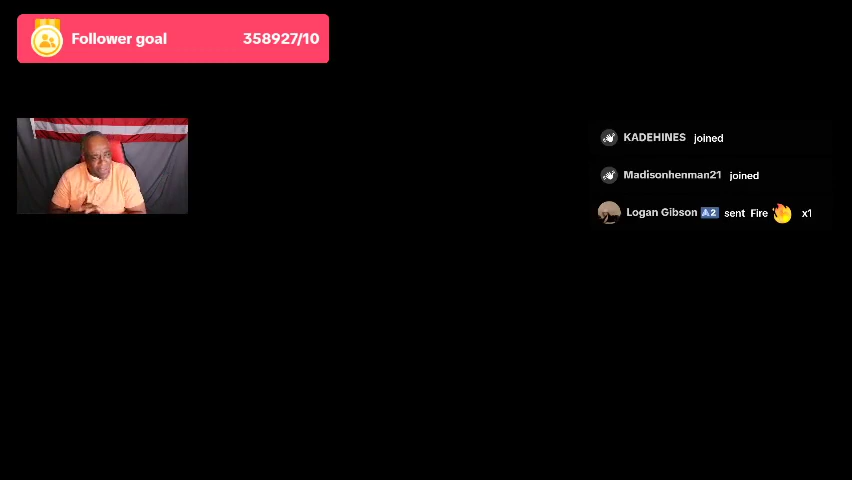 Follower goal 358927/10
KADEHINES joined
Madisonhenman21 joined
Logan Gibson A2 sent Fire x1